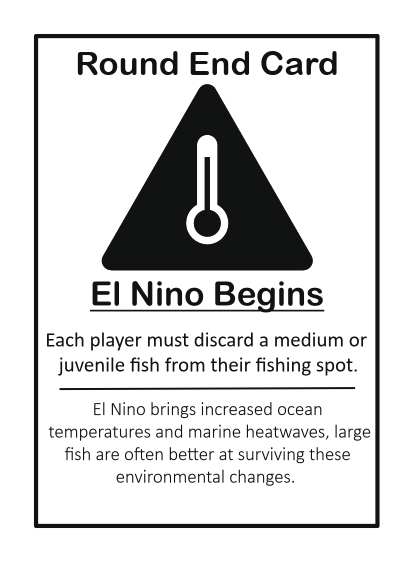 Round End Card
El Nino Begins
Each player must discard a medium or
juvenile fish from their fishing spot.
El Nino brings increased ocean
temperatures and marine heatwaves, large
fish are often better at surviving these
environmental changes.